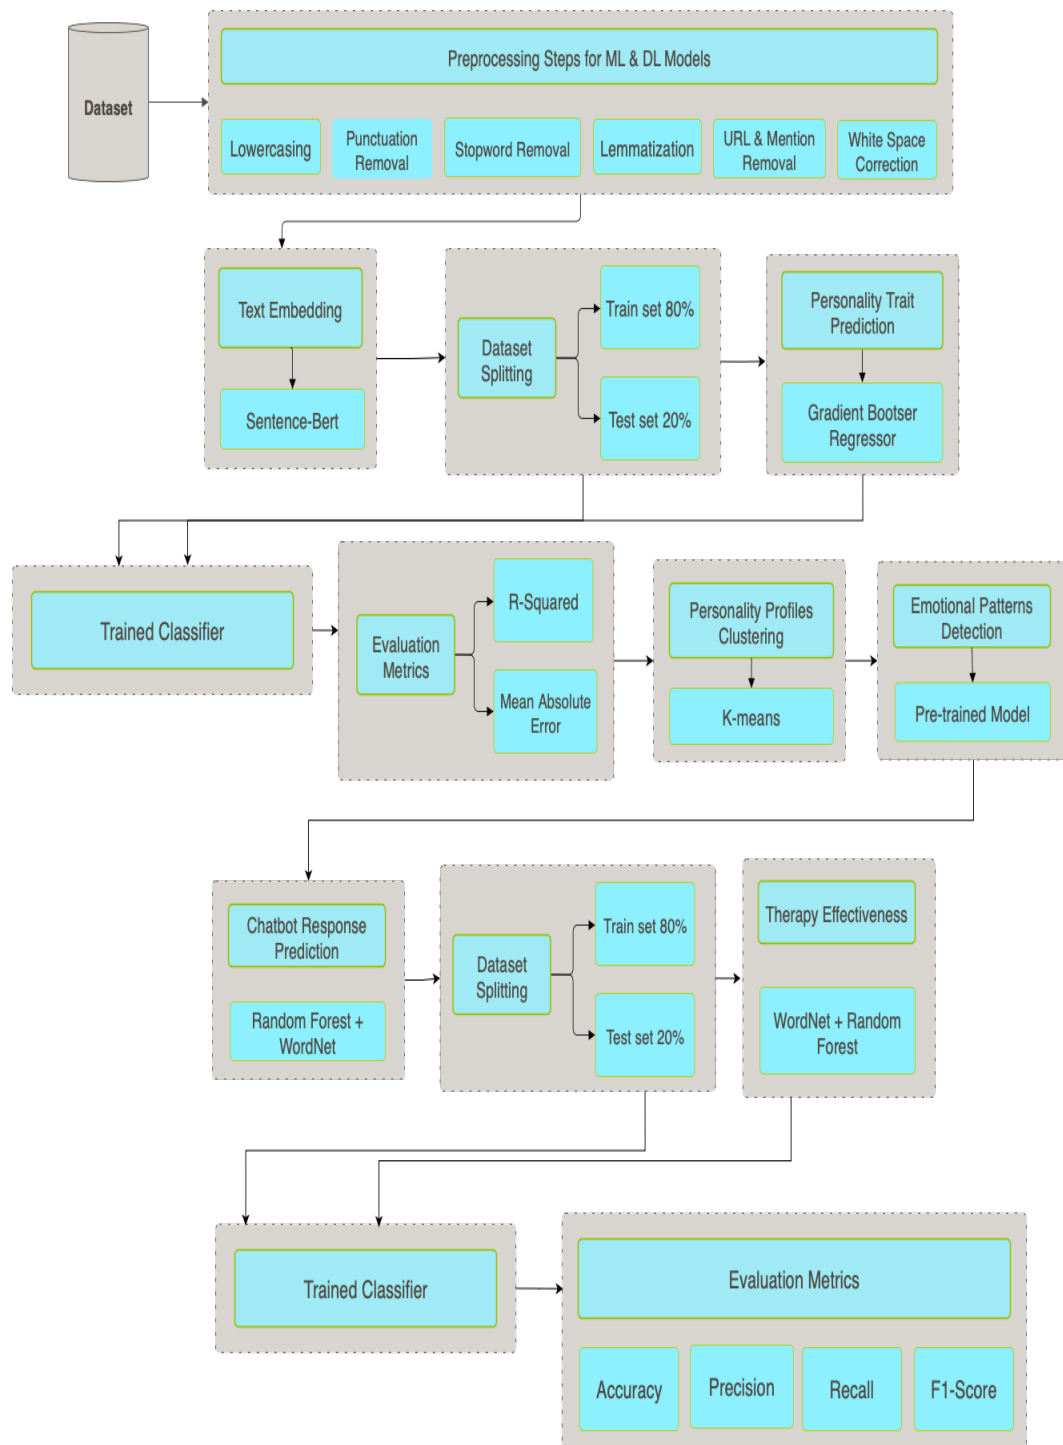 Dataset
Preprocessing Steps for ML & DL Models
Lowercasing
Punctuation
Removal
Stopword Removal
Lemmatization
URL & Mention
Removal
White Space
Correction
Text Embedding
Sentence-Bert
Dataset
Splitting
Train set 80%
Test set 20%
Personality Trait
Prediction
Gradient Bootser
Regressor
Trained Classifier
Evaluation
Metrics
R-Squared
Mean Absolute
Error
Personality Profiles
Clustering
K-means
Emotional Patterns
Detection
Pre-trained Model
Chatbot Response
Prediction
Random Forest +
WordNet
Dataset
Splitting
Train set 80%
Test set 20%
Therapy Effectiveness
WordNet + Random
Forest
Trained Classifier
Evaluation Metrics
Accuracy
Precision
Recall
F1-Score